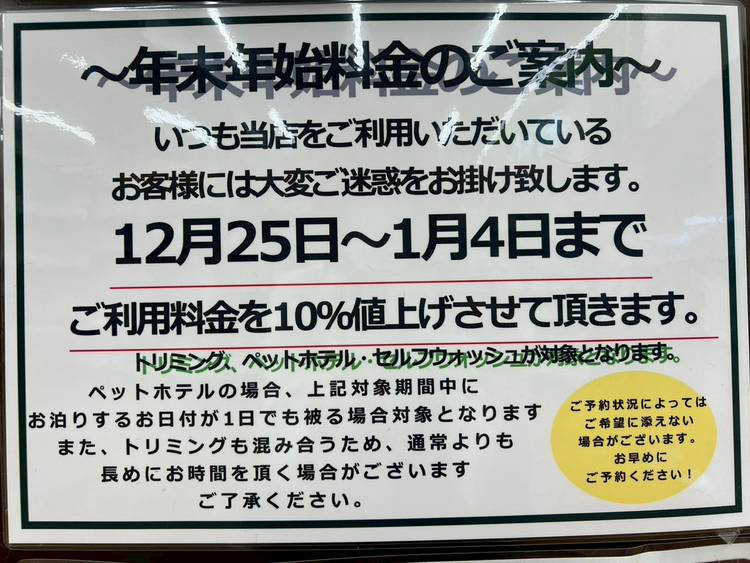 ～年末年始料金のご案内～
いつも当店をご利用いただいている
お客様には大変ご迷惑をお掛け致します。
12月25日～1月4日まで
ご利用料金を10%値上げさせて頂きます。
トリミング、ペットホテル・セルフウォッシュが対象となります。
ペットホテルの場合、上記対象期間中に
お泊りするお日付が1日でも被る場合対象となります
また、トリミングも混み合うため、通常よりも
長めにお時間を頂く場合がございます
ご了承ください。
ご予約状況によっては
ご希望に添えない
場合がございます。
お早めに
ご予約ください！